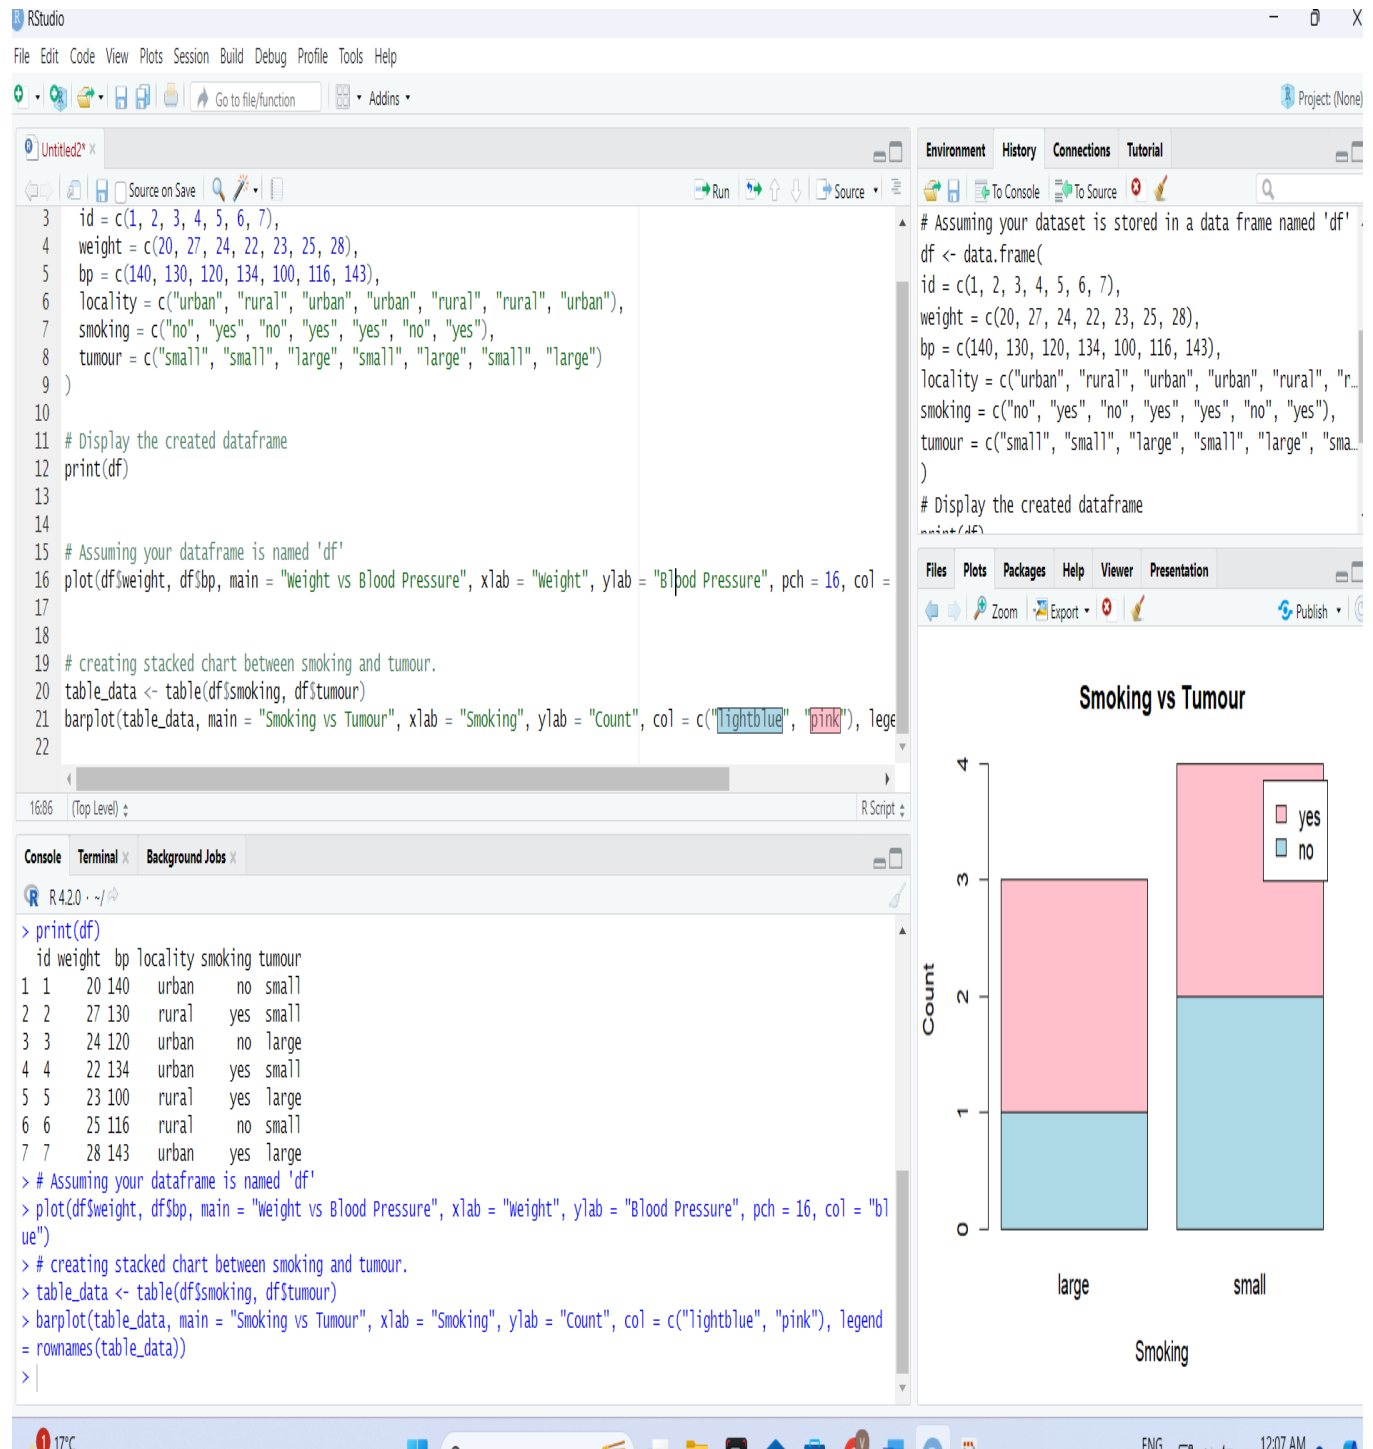 RStudio
File Edit Code View Plots Session Build Debug Profile Tools Help
Go to file/function Addins Project: (None)
Untitled2*
Source on Save Run Source
3 id = c(1, 2, 3, 4, 5, 6, 7),
4 weight = c(20, 27, 24, 22, 23, 25, 28),
5 bp = c(140, 130, 120, 134, 100, 116, 143),
6 locality = c("urban", "rural", "urban", "urban", "rural", "rural", "urban"),
7 smoking = c("no", "yes", "no", "yes", "yes", "no", "yes"),
8 tumour = c("small", "small", "large", "small", "large", "small", "large")
9 )
10
11 # Display the created dataframe
12 print(df)
13
14
15 # Assuming your dataframe is named 'df'
16 plot(df$weight, df$bp, main = "Weight vs Blood Pressure", xlab = "Weight", ylab = "Blood Pressure", pch = 16, col =
17
18
19 # creating stacked chart between smoking and tumour.
20 table_data <- table(df$smoking, df$tumour)
21 barplot(table_data, main = "Smoking vs Tumour", xlab = "Smoking", ylab = "Count", col = c("lightblue", "pink"), lege
22
16:86 (Top Level) R Script
Console Terminal Background Jobs
R 4.2.0 · ~/
> print(df)
id weight bp locality smoking tumour
1 1 20 140 urban no small
2 2 27 130 rural yes small
3 3 24 120 urban no large
4 4 22 134 urban yes small
5 5 23 100 rural yes large
6 6 25 116 rural no small
7 7 28 143 urban yes large
> # Assuming your dataframe is named 'df'
> plot(df$weight, df$bp, main = "Weight vs Blood Pressure", xlab = "Weight", ylab = "Blood Pressure", pch = 16, col = "bl
ue")
> # creating stacked chart between smoking and tumour.
> table_data <- table(df$smoking, df$tumour)
> barplot(table_data, main = "Smoking vs Tumour", xlab = "Smoking", ylab = "Count", col = c("lightblue", "pink"), legend
= rownames(table_data))
>
Environment History Connections Tutorial
To Console To Source
# Assuming your dataset is stored in a data frame named 'df'
df <- data.frame(
id = c(1, 2, 3, 4, 5, 6, 7),
weight = c(20, 27, 24, 22, 23, 25, 28),
bp = c(140, 130, 120, 134, 100, 116, 143),
locality = c("urban", "rural", "urban", "urban", "rural", "r...
smoking = c("no", "yes", "no", "yes", "yes", "no", "yes"),
tumour = c("small", "small", "large", "small", "large", "sma...
)
# Display the created dataframe
print(df)
Files Plots Packages Help Viewer Presentation
Zoom Export Publish
Smoking vs Tumour
yes
no
Count
4
3
2
1
0
large small
Smoking
1 17°C ENG 12:07 AM